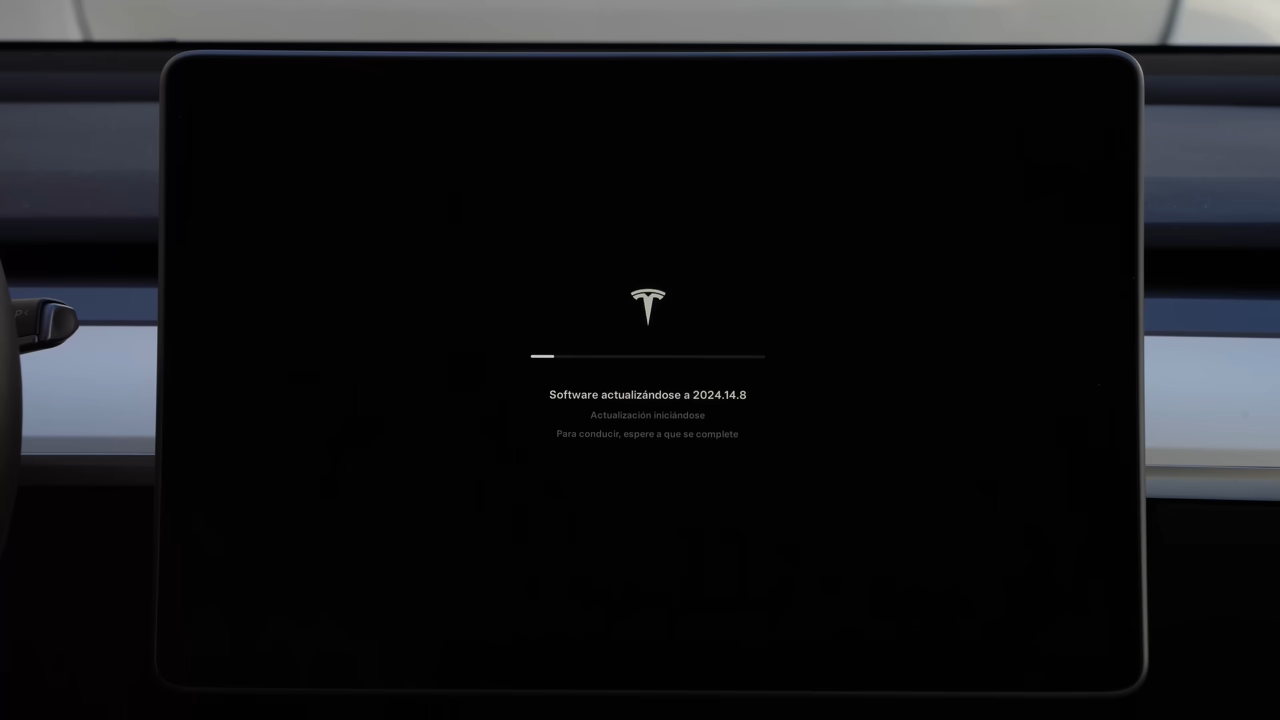 Software actualizándose a 2024.14.8
Actualización iniciándose
Para conducir, espere a que se complete